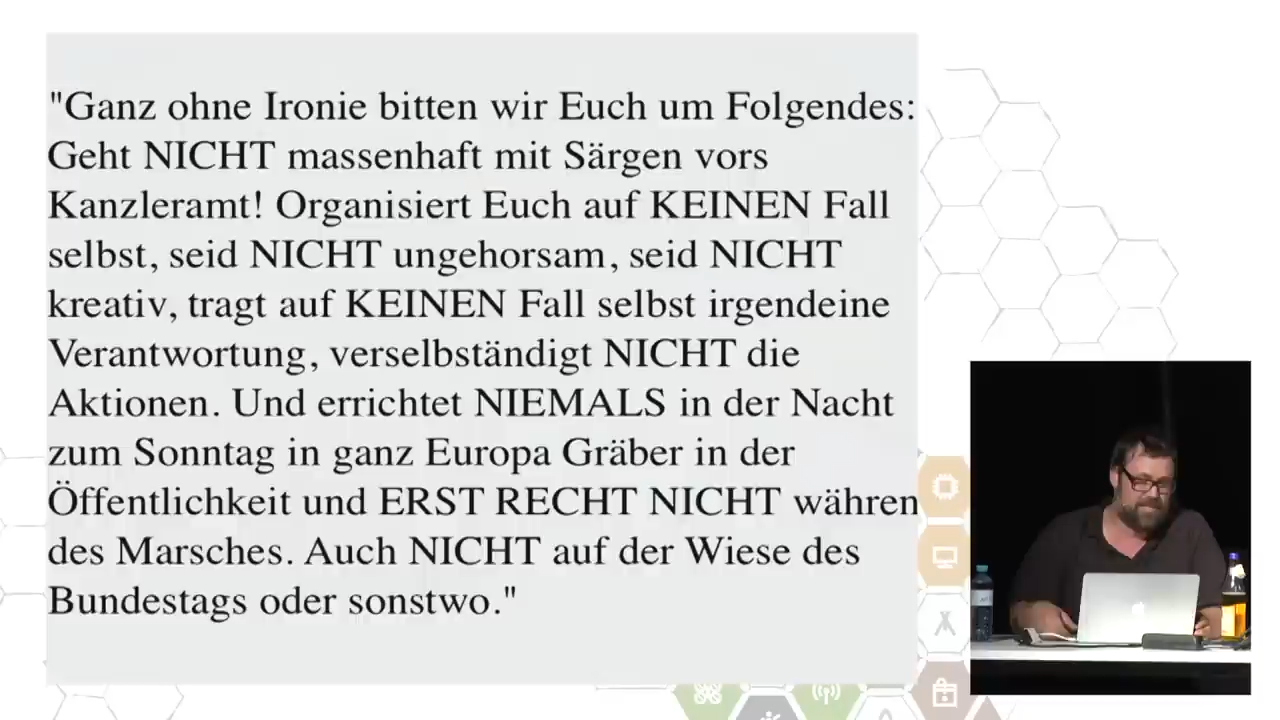 "Ganz ohne Ironie bitten wir Euch um Folgendes:
Geht NICHT massenhaft mit Särgen vors
Kanzleramt! Organisiert Euch auf KEINEN Fall
selbst, seid NICHT ungehorsam, seid NICHT
kreativ, tragt auf KEINEN Fall selbst irgendeine
Verantwortung, verselbständigt NICHT die
Aktionen. Und errichtet NIEMALS in der Nacht
zum Sonntag in ganz Europa Gräber in der
Öffentlichkeit und ERST RECHT NICHT währen
des Marsches. Auch NICHT auf der Wiese des
Bundestags oder sonstwo."